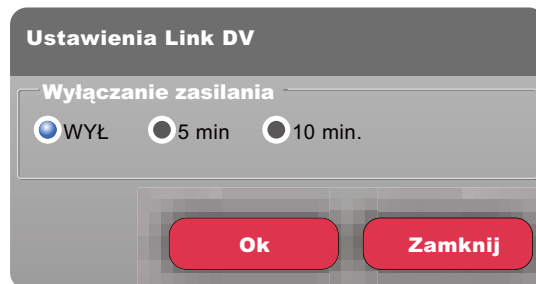 Ustawienia Link DV
Wyłączanie zasilania
WYŁ 5 min 10 min.
Ok Zamknij